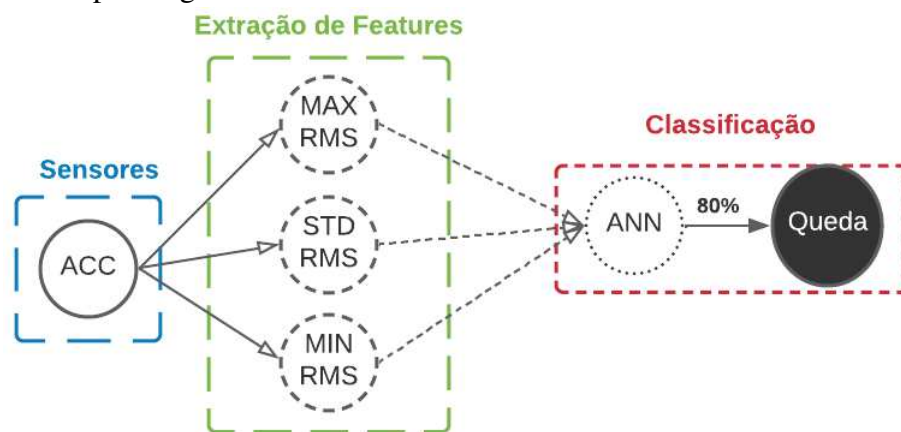 Extração de Features
MAX
RMS
Classificação
Sensores
ACC
STD
RMS
ANN
80%
Queda
MIN
RMS